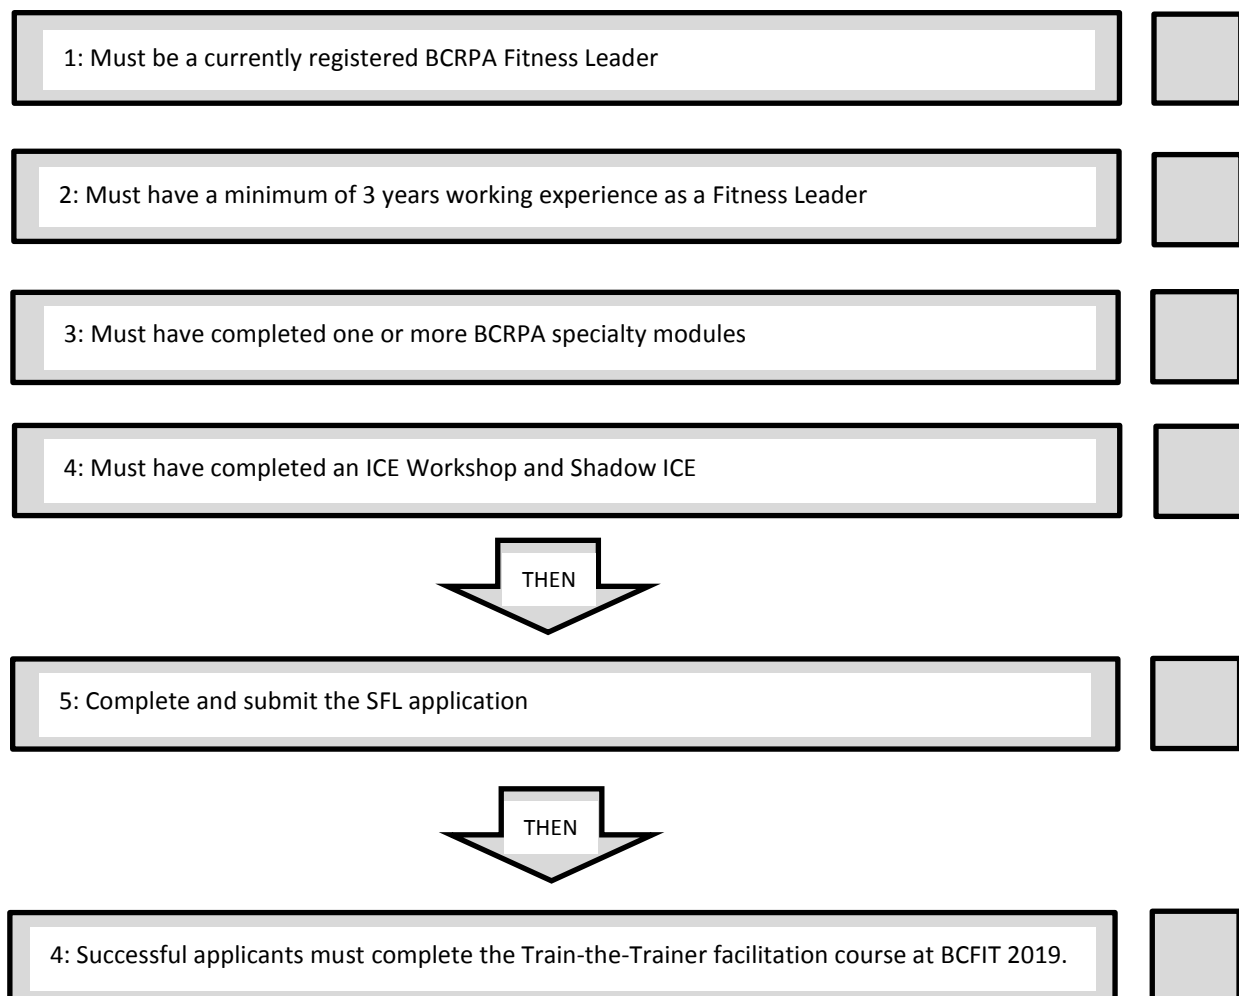 1: Must be a currently registered BCRPA Fitness Leader
2: Must have a minimum of 3 years working experience as a Fitness Leader
3: Must have completed one or more BCRPA specialty modules
4: Must have completed an ICE Workshop and Shadow ICE
THEN
5: Complete and submit the SFL application
THEN
4: Successful applicants must complete the Train-the-Trainer facilitation course at BCFIT 2019.